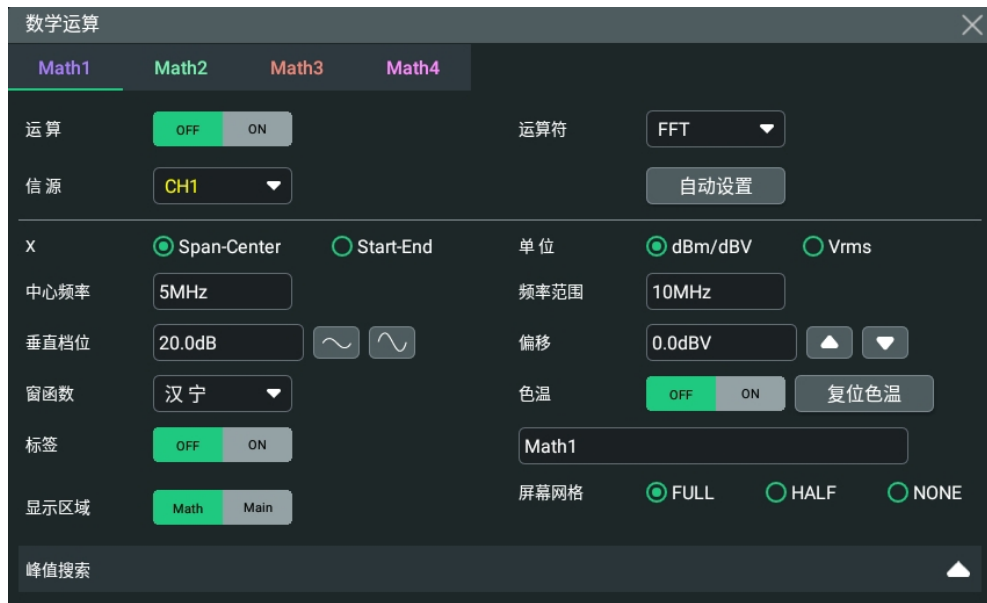 数学运算
Math1 Math2 Math3 Math4
运算 OFF ON 运算符 FFT
信源 CH1 自动设置
X Span-Center Start-End 单位 dBm/dBV Vrms
中心频率 5MHz 频率范围 10MHz
垂直档位 20.0dB 偏移 0.0dBV
窗函数 汉宁 色温 OFF ON 复位色温
标签 OFF ON Math1
显示区域 Math Main 屏幕网格 FULL HALF NONE
峰值搜索